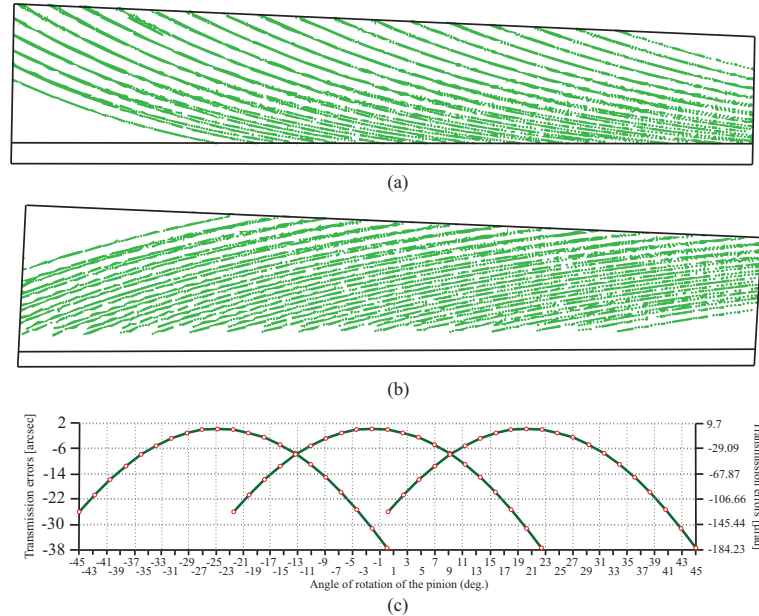 (a)
(b)
Transmission errors [arcsec]
2
-6
-14
-22
-30
-38
9.7
-29.09
-67.87
-106.66
-145.44
-184.23
Transmission errors [µrad]
-45 -41 -37 -33 -29 -25 -21 -17 -13 -9 -5 -1 3 7 11 15 19 23 27 31 35 39 43
-43 -39 -35 -31 -27 -23 -19 -15 -11 -7 -3 1 5 9 13 17 21 25 29 33 37 41 45
Angle of rotation of the pinion (deg.)
(c)